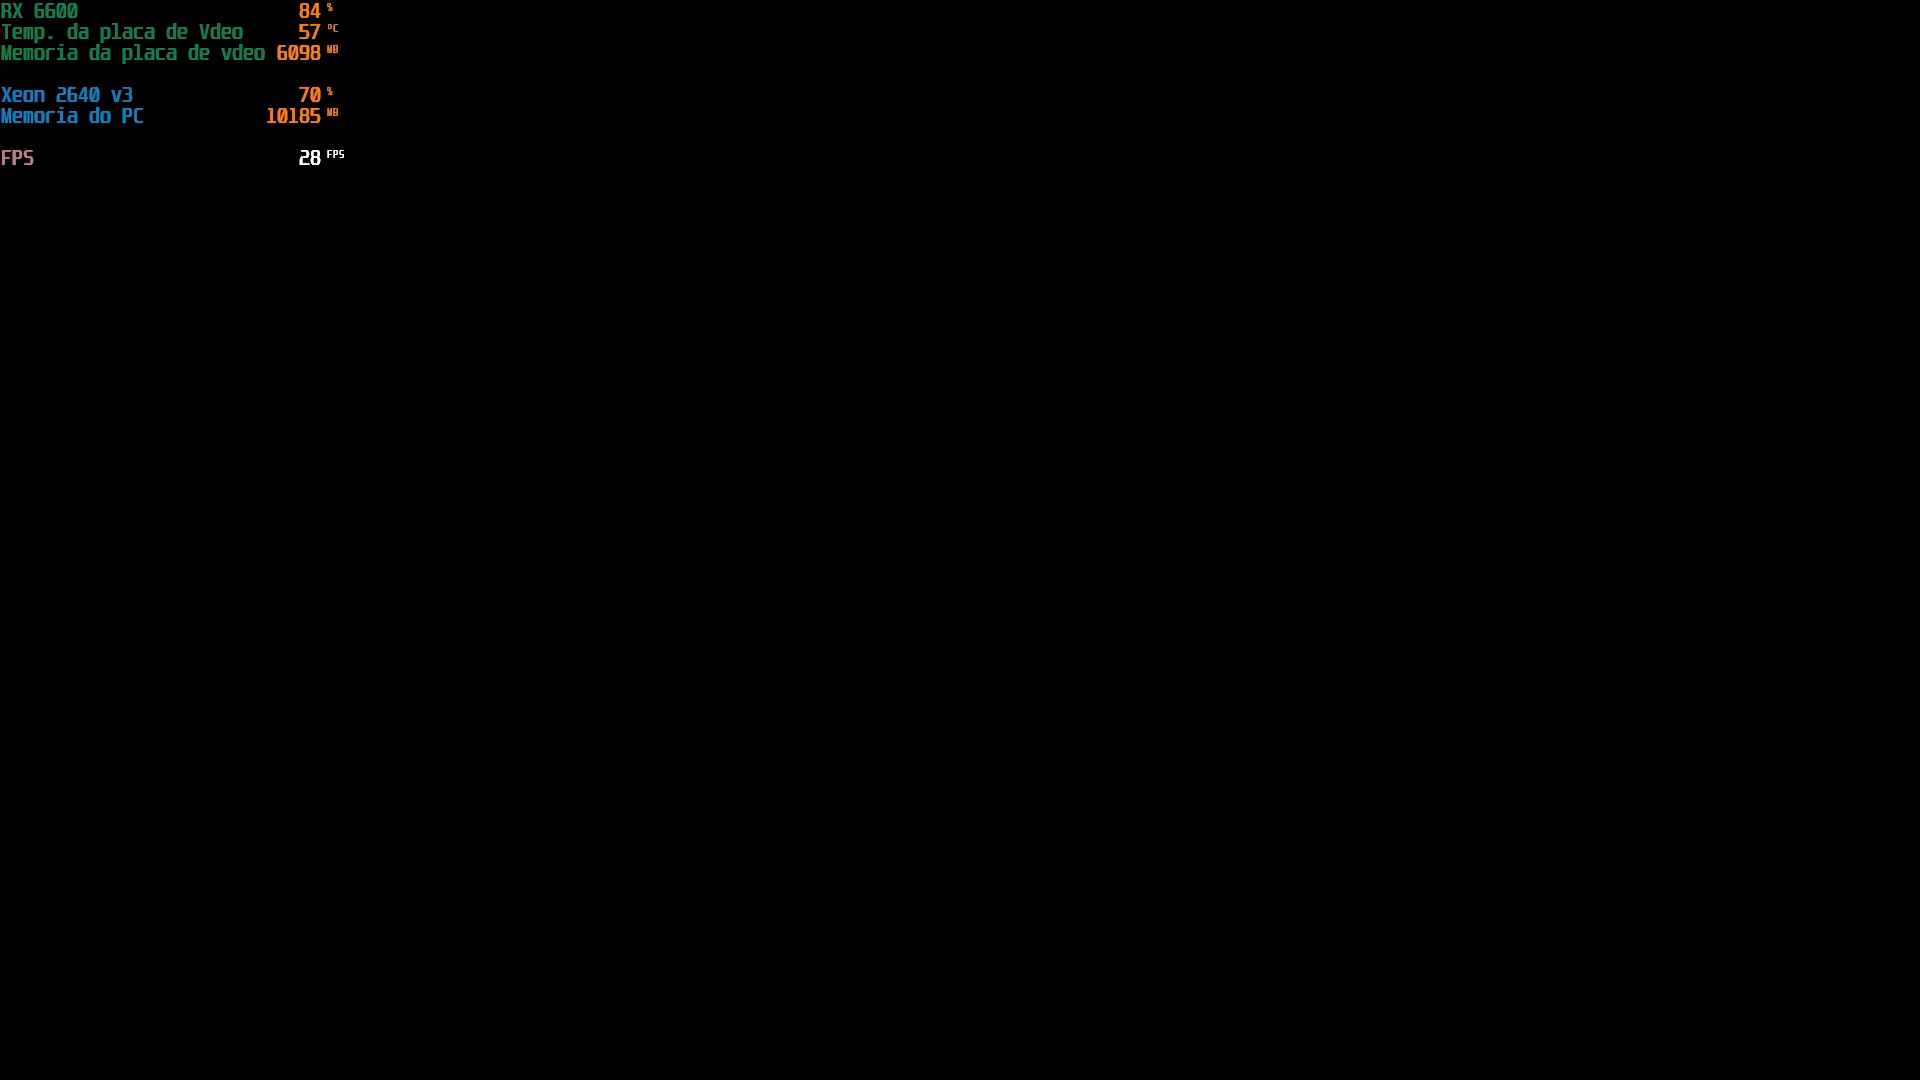 RX 6600 84 %
Temp. da placa de Vdeo 57 °C
Memoria da placa de vdeo 6098 MB
Xeon 2640 v3 70 %
Memoria do PC 10185 MB
FPS 28 FPS